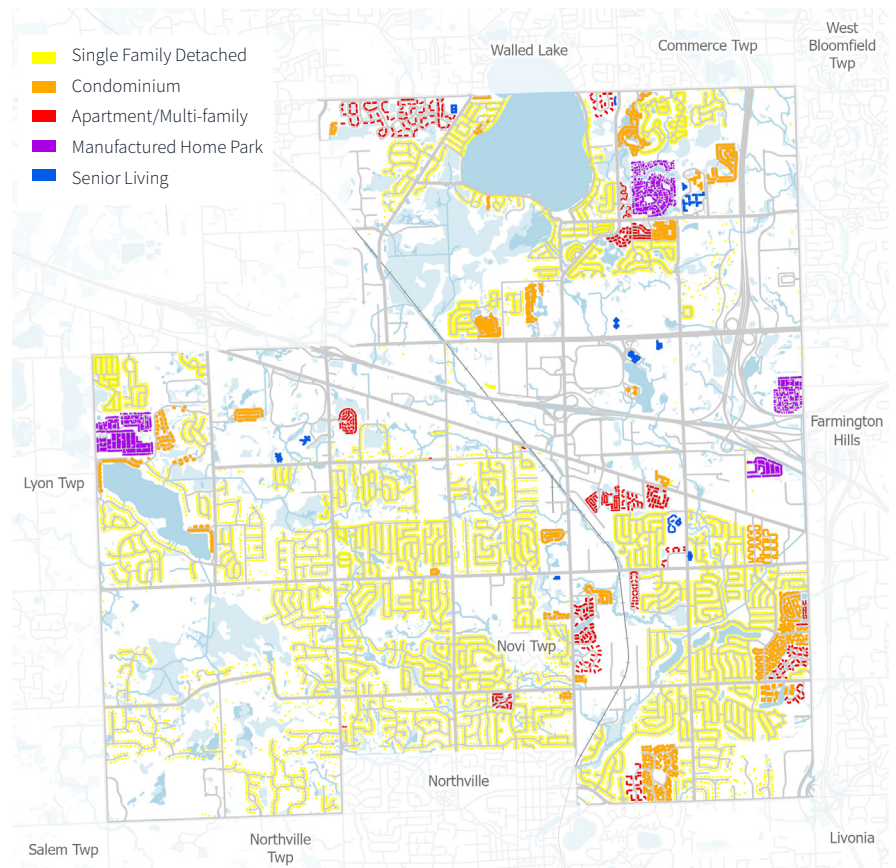 Single Family Detached
Condominium
Apartment/Multi-family
Manufactured Home Park
Senior Living
Walled Lake
Commerce Twp
West
Bloomfield
Twp
Farmington
Hills
Lyon Twp
Novi Twp
Northville
Salem Twp
Northville
Twp
Livonia